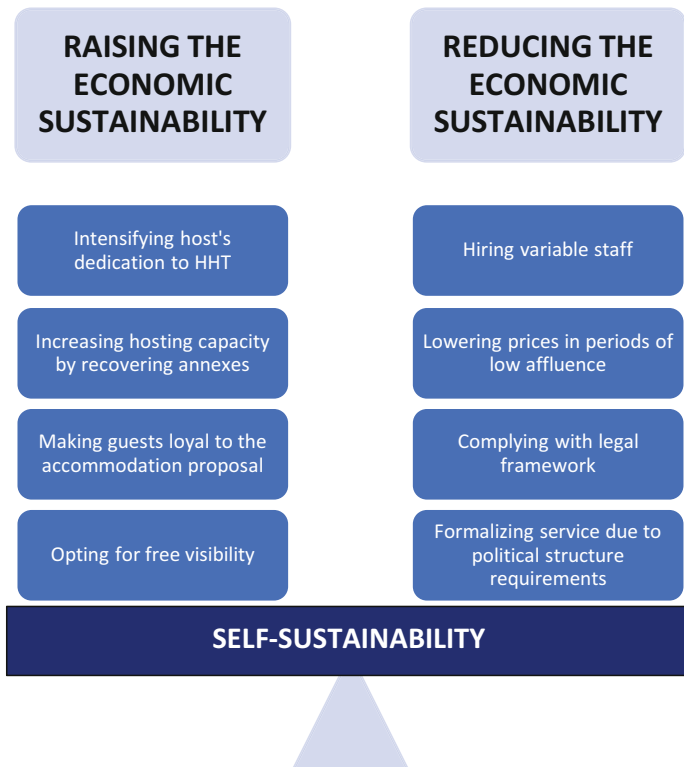 RAISING THE
ECONOMIC
SUSTAINABILITY
Intensifying host's
dedication to HHT
Increasing hosting capacity
by recovering annexes
Making guests loyal to the
accommodation proposal
Opting for free visibility
REDUCING THE
ECONOMIC
SUSTAINABILITY
Hiring variable staff
Lowering prices in periods of
low affluence
Complying with legal
framework
Formalizing service due to
political structure
requirements
SELF-SUSTAINABILITY